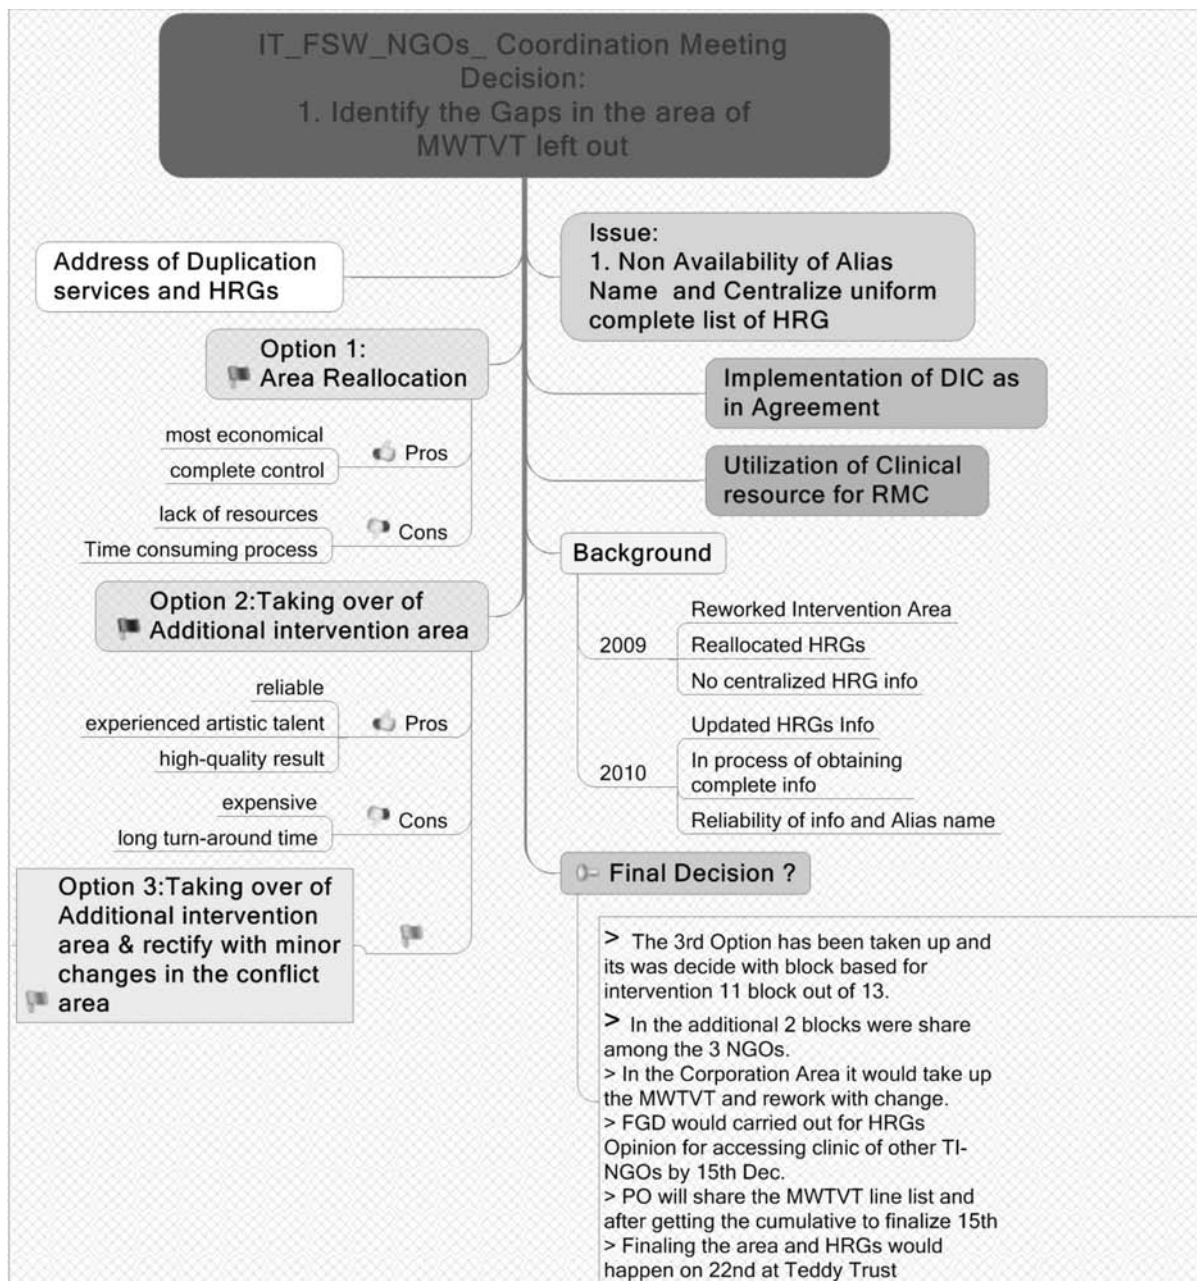 IT_FSW_NGOs_ Coordination Meeting
Decision:
1. Identify the Gaps in the area of
MWTVT left out
Address of Duplication
services and HRGs
Option 1:
Area Reallocation
most economical
complete control
Pros
lack of resources
Time consuming process
Cons
Option 2:Taking over of
Additional intervention area
reliable
experienced artistic talent
high-quality result
Pros
expensive
long turn-around time
Cons
Option 3:Taking over of
Additional intervention
area & rectify with minor
changes in the conflict
area
Issue:
1. Non Availability of Alias
Name and Centralize uniform
complete list of HRG
Implementation of DIC as
in Agreement
Utilization of Clinical
resource for RMC
Background
2009
Reworked Intervention Area
Reallocated HRGs
No centralized HRG info
2010
Updated HRGs Info
In process of obtaining
complete info
Reliability of info and Alias name
Final Decision ?
> The 3rd Option has been taken up and
its was decide with block based for
intervention 11 block out of 13.
> In the additional 2 blocks were share
among the 3 NGOs.
> In the Corporation Area it would take up
the MWTVT and rework with change.
> FGD would carried out for HRGs
Opinion for accessing clinic of other TI-
NGOs by 15th Dec.
> PO will share the MWTVT line list and
after getting the cumulative to finalize 15th
> Finaling the area and HRGs would
happen on 22nd at Teddy Trust